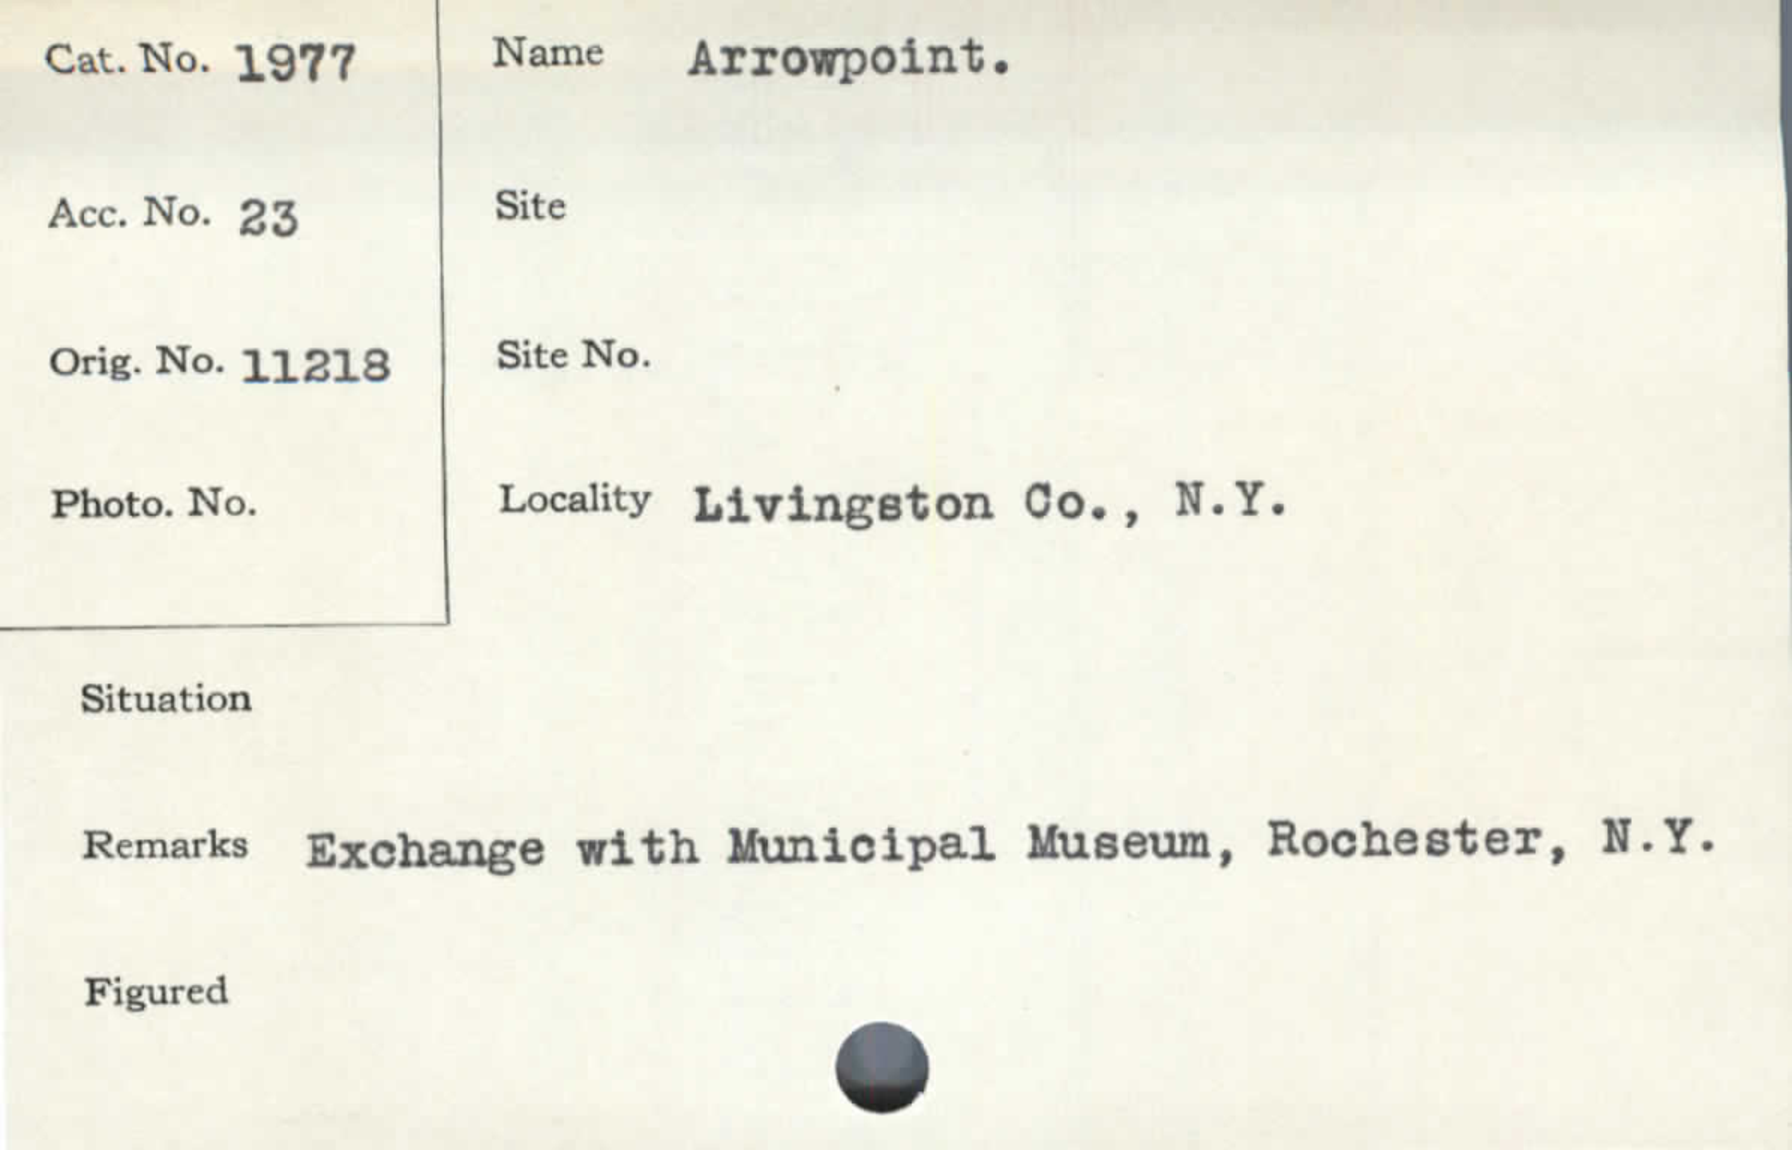 Cat. No. 1977
Name Arrowpoint.
Acc. No. 23
Site
Orig. No. 11218
Site No.
Photo. No.
Locality Livingston Co., N.Y.
Situation
Remarks Exchange with Municipal Museum, Rochester, N.Y.
Figured